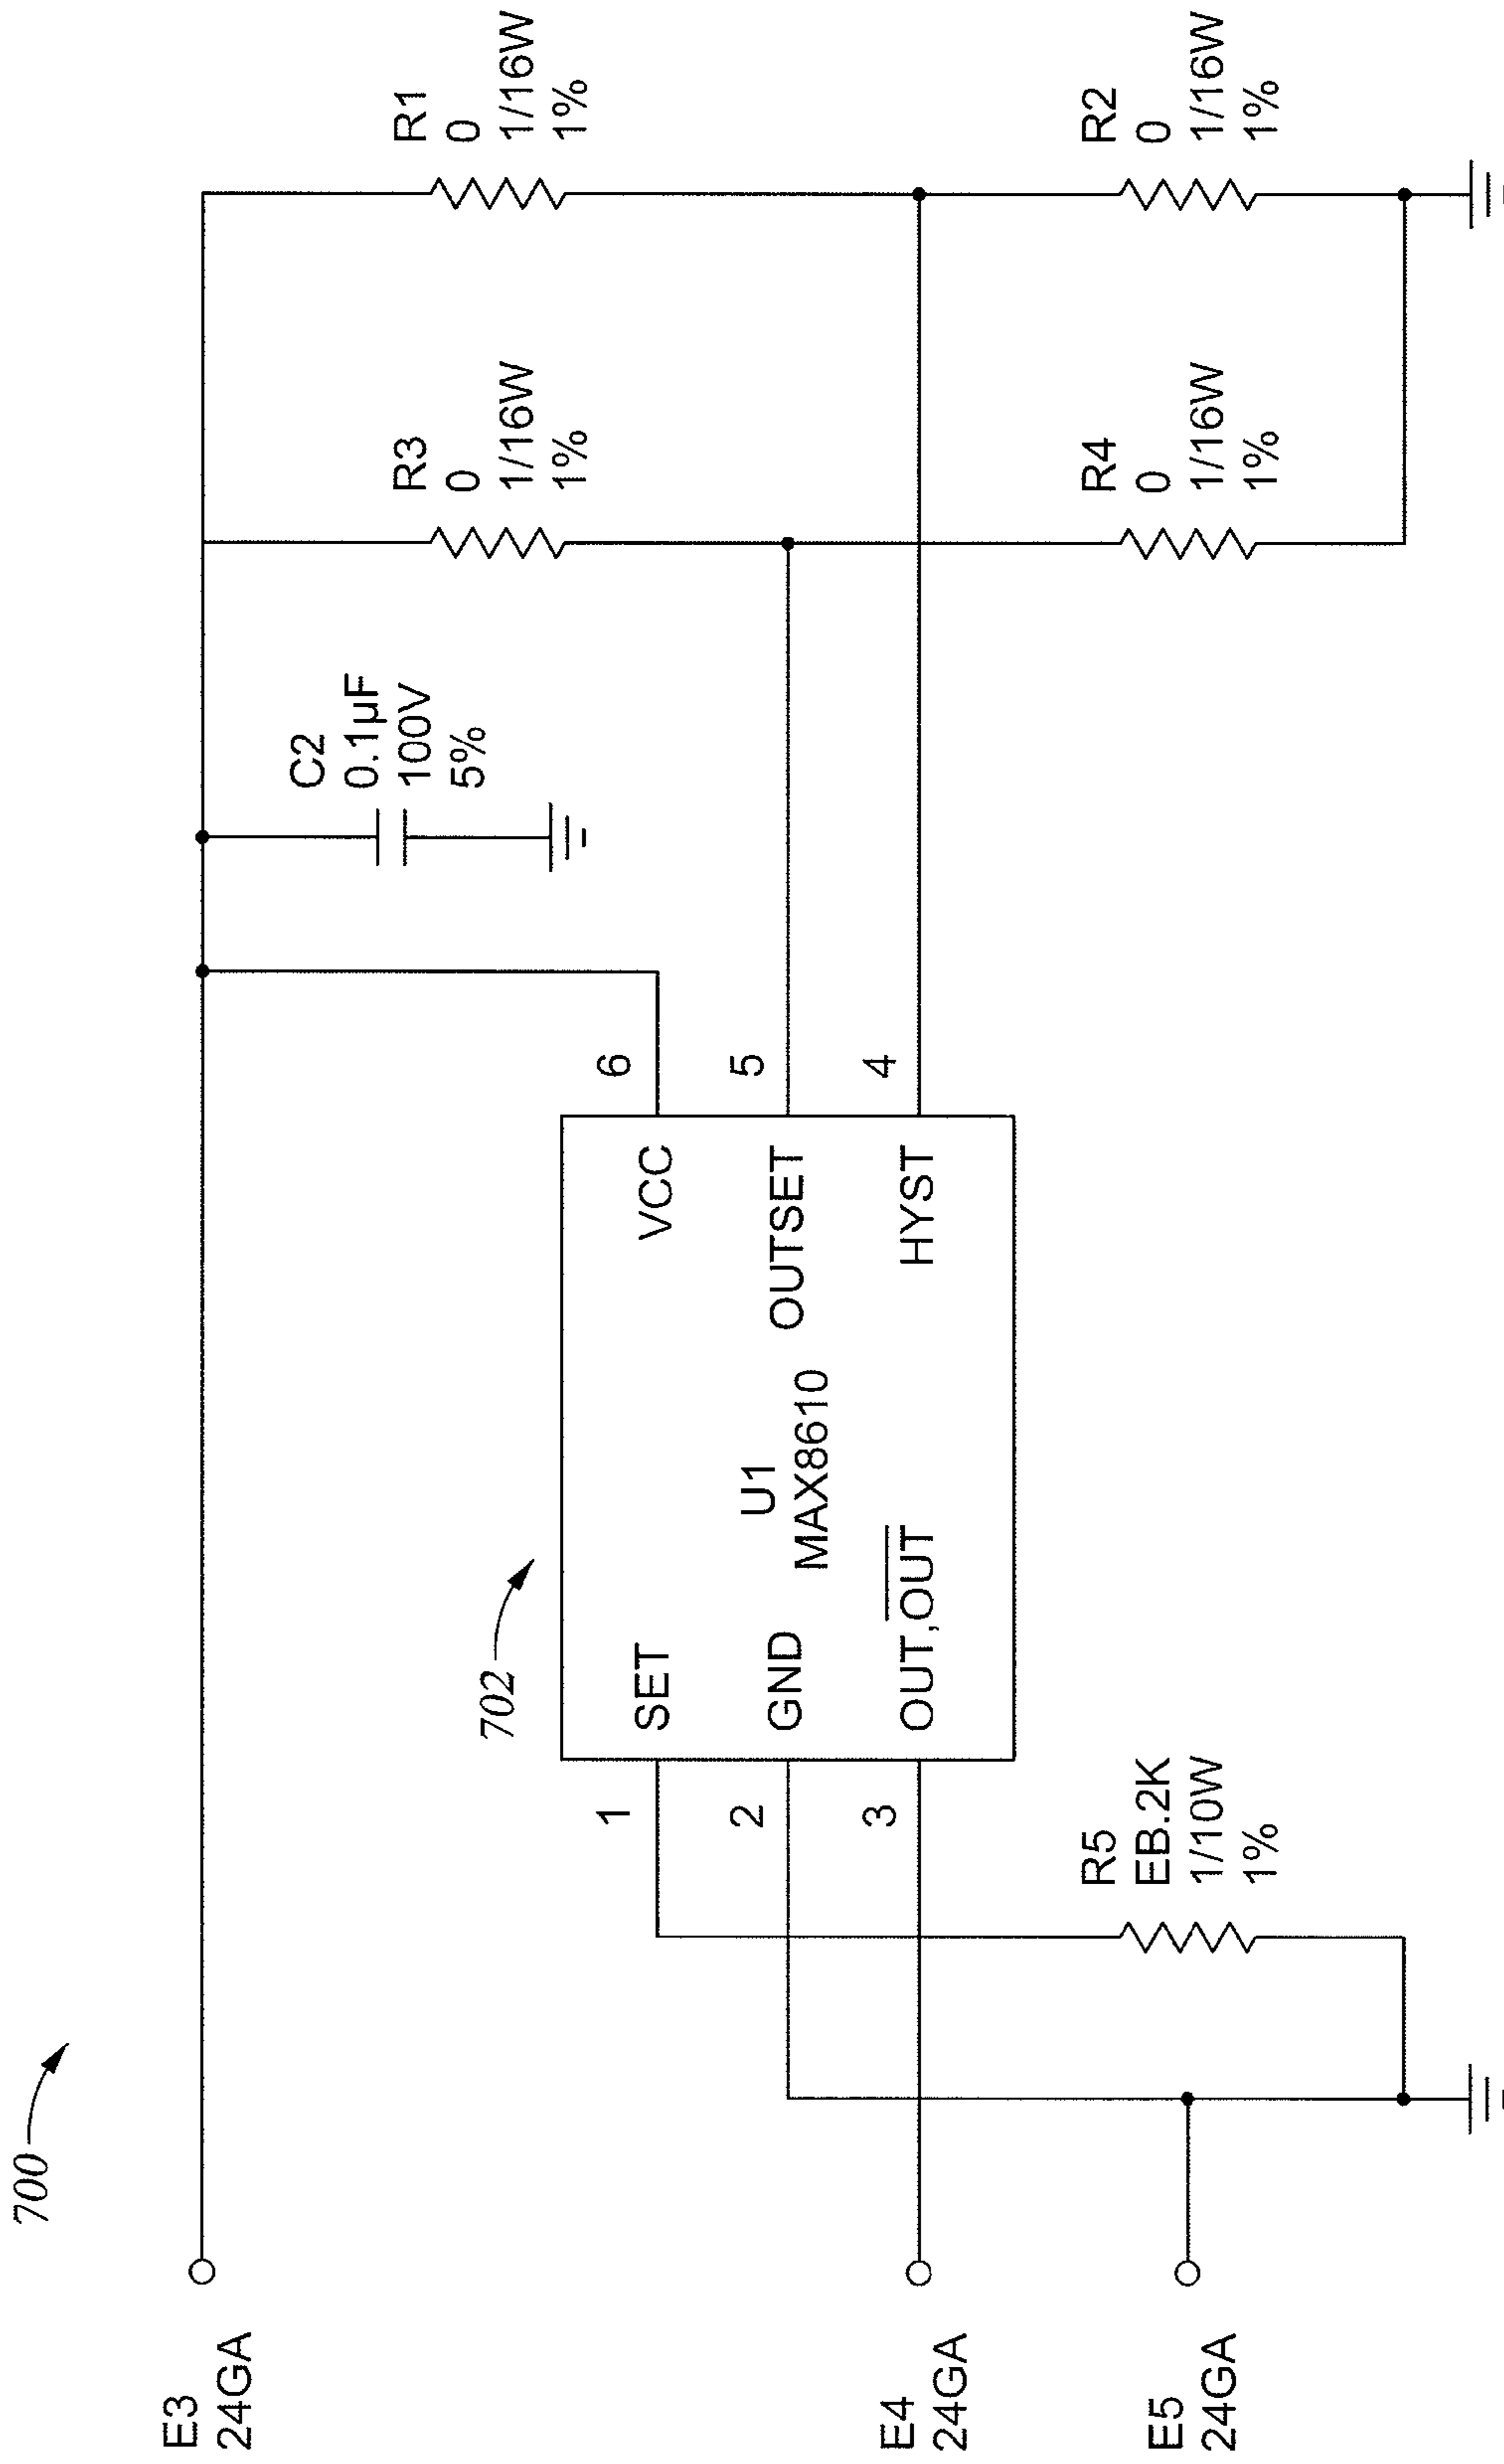 700
E3
24GA
C2
0.1µF
100V
5%
R3
0
1/16W
1%
R1
0
1/16W
1%
702
1
SET
VCC
6
2
GND
U1
MAX8610
OUTSET
5
3
OUT,OUT
HYST
4
E4
24GA
R5
EB.2K
1/10W
1%
R4
0
1/16W
1%
R2
0
1/16W
1%
E5
24GA